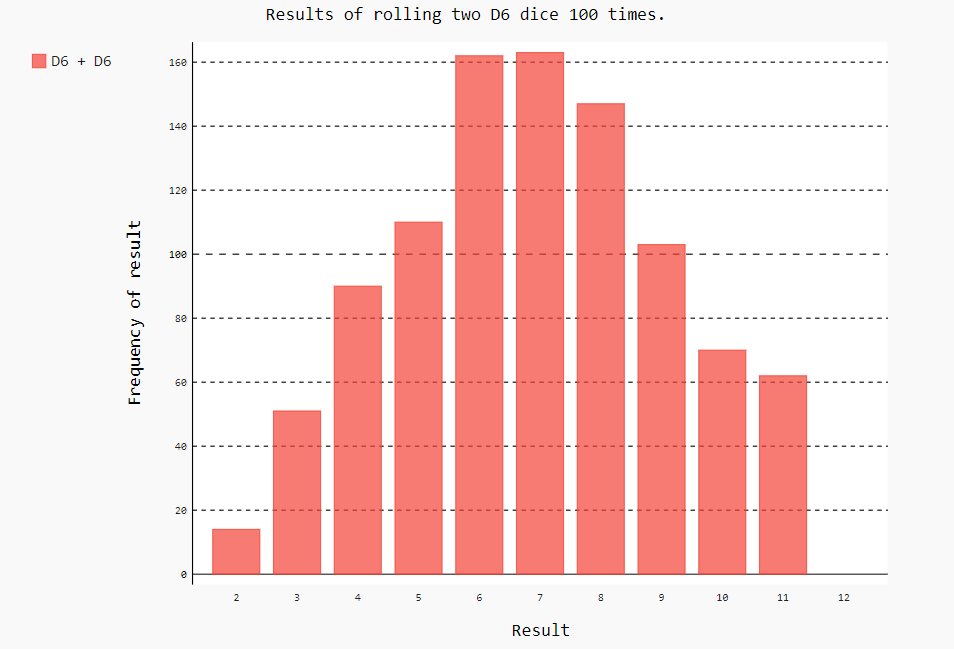 Results of rolling two D6 dice 100 times.
D6 + D6
160
140
120
100
80
60
40
20
0
Frequency of result
2 3 4 5 6 7 8 9 10 11 12
Result